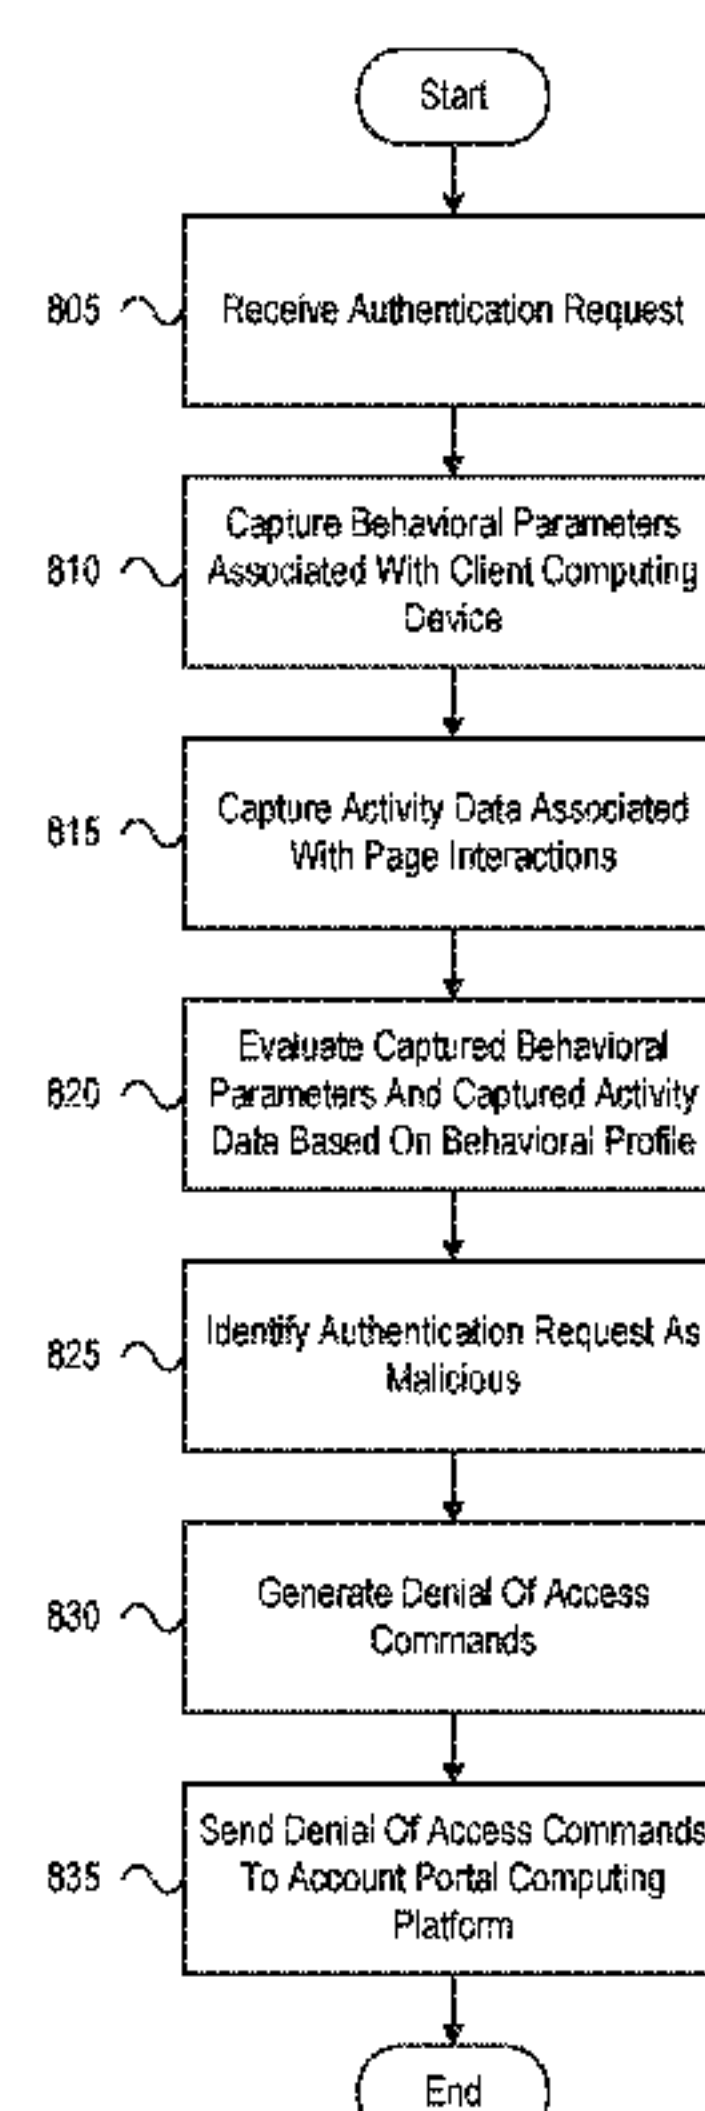 Start
805
Receive Authentication Request
810
Capture Behavioral Parameters
Associated With Client Computing
Device
815
Capture Activity Data Associated
With Page Interactions
820
Evaluate Captured Behavioral
Parameters And Captured Activity
Data Based On Behavioral Profile
825
Identify Authentication Request As
Malicious
830
Generate Denial Of Access
Commands
835
Send Denial Of Access Commands
To Account Portal Computing
Platform
End